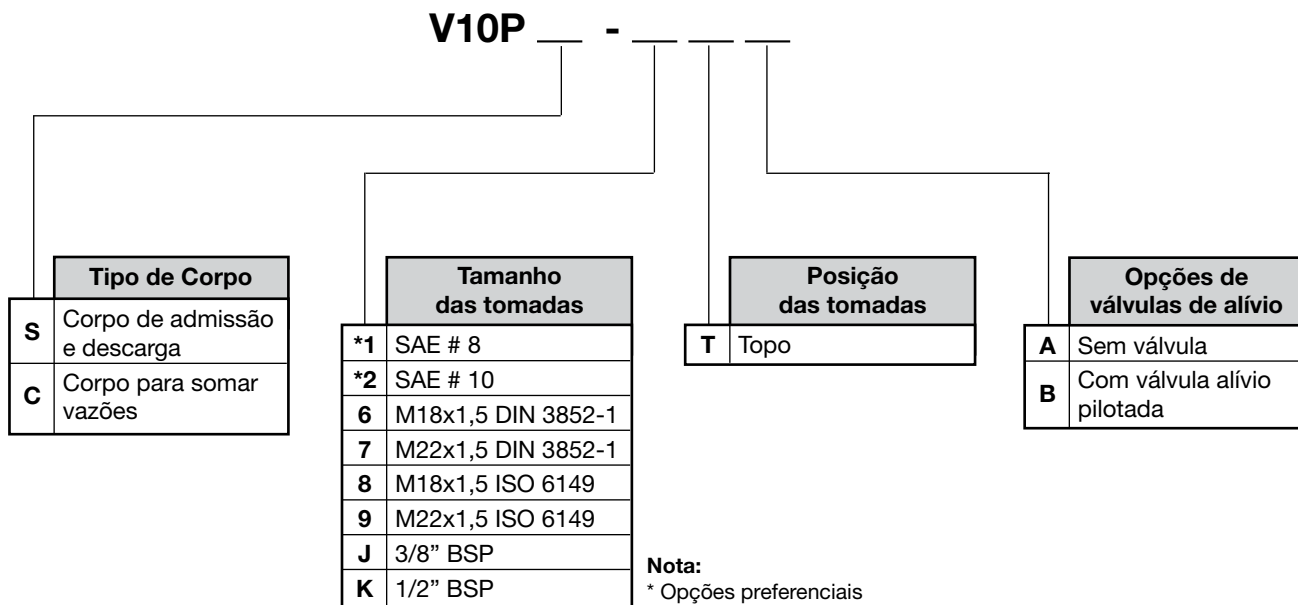 V10P __ - __ __ __
Tipo de Corpo
S Corpo de admissão
e descarga
C Corpo para somar
vazões
Tamanho
das tomadas
*1 SAE # 8
*2 SAE # 10
6 M18x1,5 DIN 3852-1
7 M22x1,5 DIN 3852-1
8 M18x1,5 ISO 6149
9 M22x1,5 ISO 6149
J 3/8” BSP
K 1/2” BSP
Posição
das tomadas
T Topo
Opções de
válvulas de alívio
A Sem válvula
B Com válvula alívio
pilotada
Nota:
* Opções preferenciais